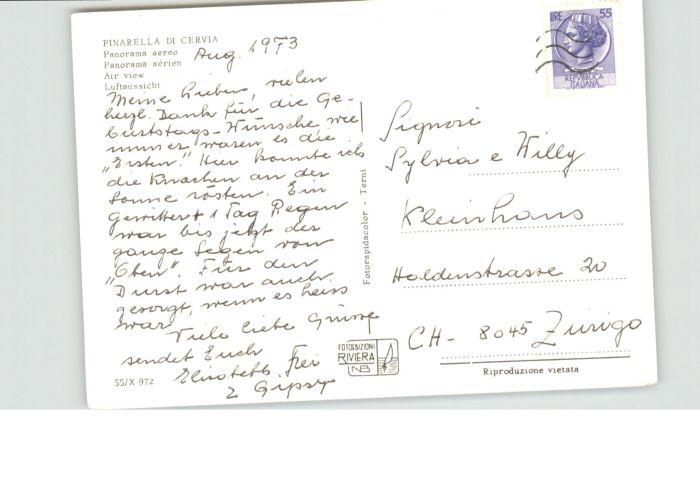 PINARELLA DI CERVIA
Panorama aereo
Panorama aérien
Air view
Luftaussicht
Aug. 1973
Meine Lieben, vielen
herzl. Dank für die Ge-
burtstags-Wünsche wie
immer waren es die
„Ersten." Hier konnte ich
die Knochen an der
Sonne rösten. Ein
Gewitter + 1 Tag Regen
war bis jetzt der
ganze Segen von
"Oben". Für den
Durst war auch
gesorgt, wenn es heiss
war.
Viele liebe Grüsse
sendet Euch
Elisabeth Frei
& Gipsy
55/X 972
Fotorapidacolor - Terni
FOTOEDIZIONI
RIVIERA
LIRE 55
REPVBBLICA
ITALIANA
Signori
Sylvia e Willy
Kleinhans
Haldenstrasse 20
CH- 8045 Zürigo
Riproduzione vietata